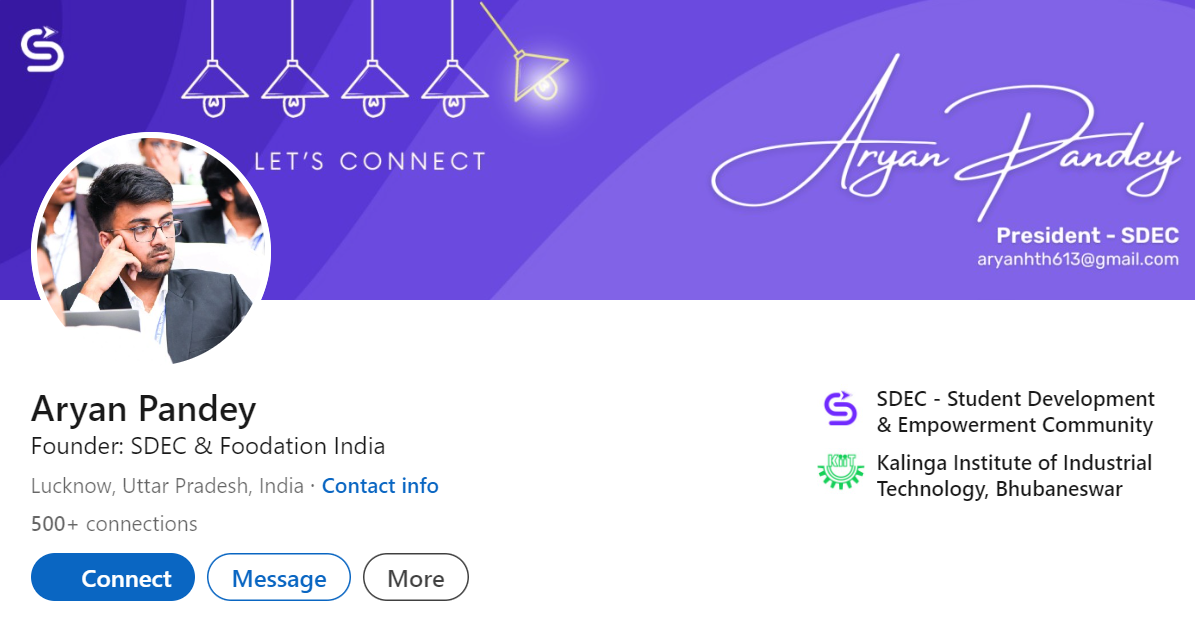 LET'S CONNECT
Aryan Pandey
President - SDEC
aryanhth613@gmail.com
Aryan Pandey
Founder: SDEC & Foodation India
Lucknow, Uttar Pradesh, India · Contact info
500+ connections
Connect Message More
SDEC - Student Development
& Empowerment Community
KiiT
Kalinga Institute of Industrial
Technology, Bhubaneswar